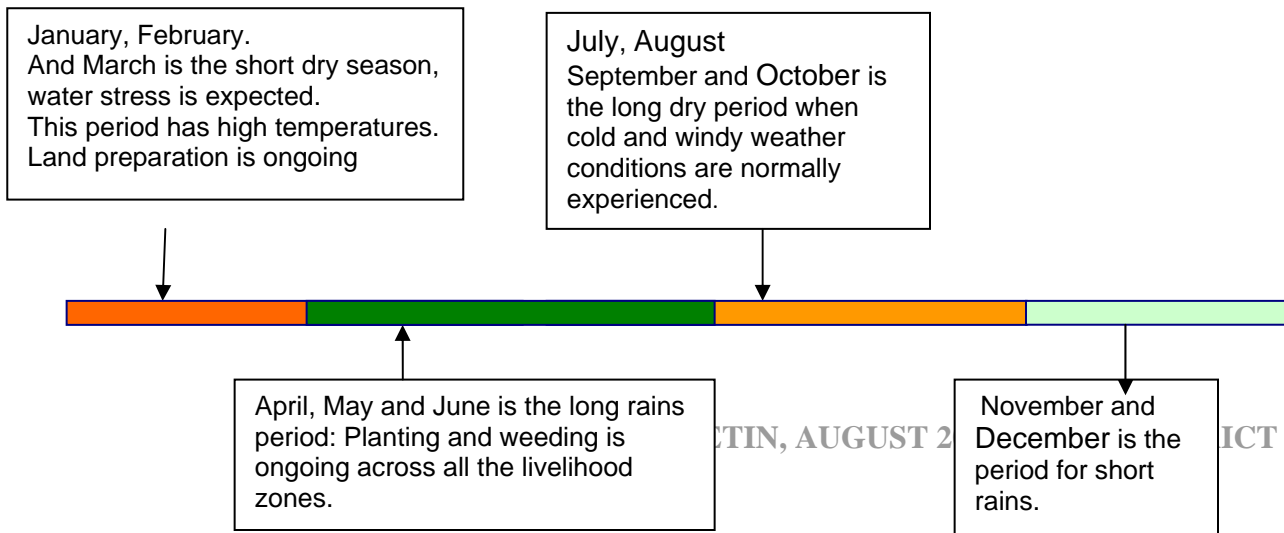 January, February.
And March is the short dry season,
water stress is expected.
This period has high temperatures.
Land preparation is ongoing
July, August
September and October is
the long dry period when
cold and windy weather
conditions are normally
experienced.
April, May and June is the long rains
period: Planting and weeding is
ongoing across all the livelihood
zones.
November and
December is the
period for short
rains.
AUGUST